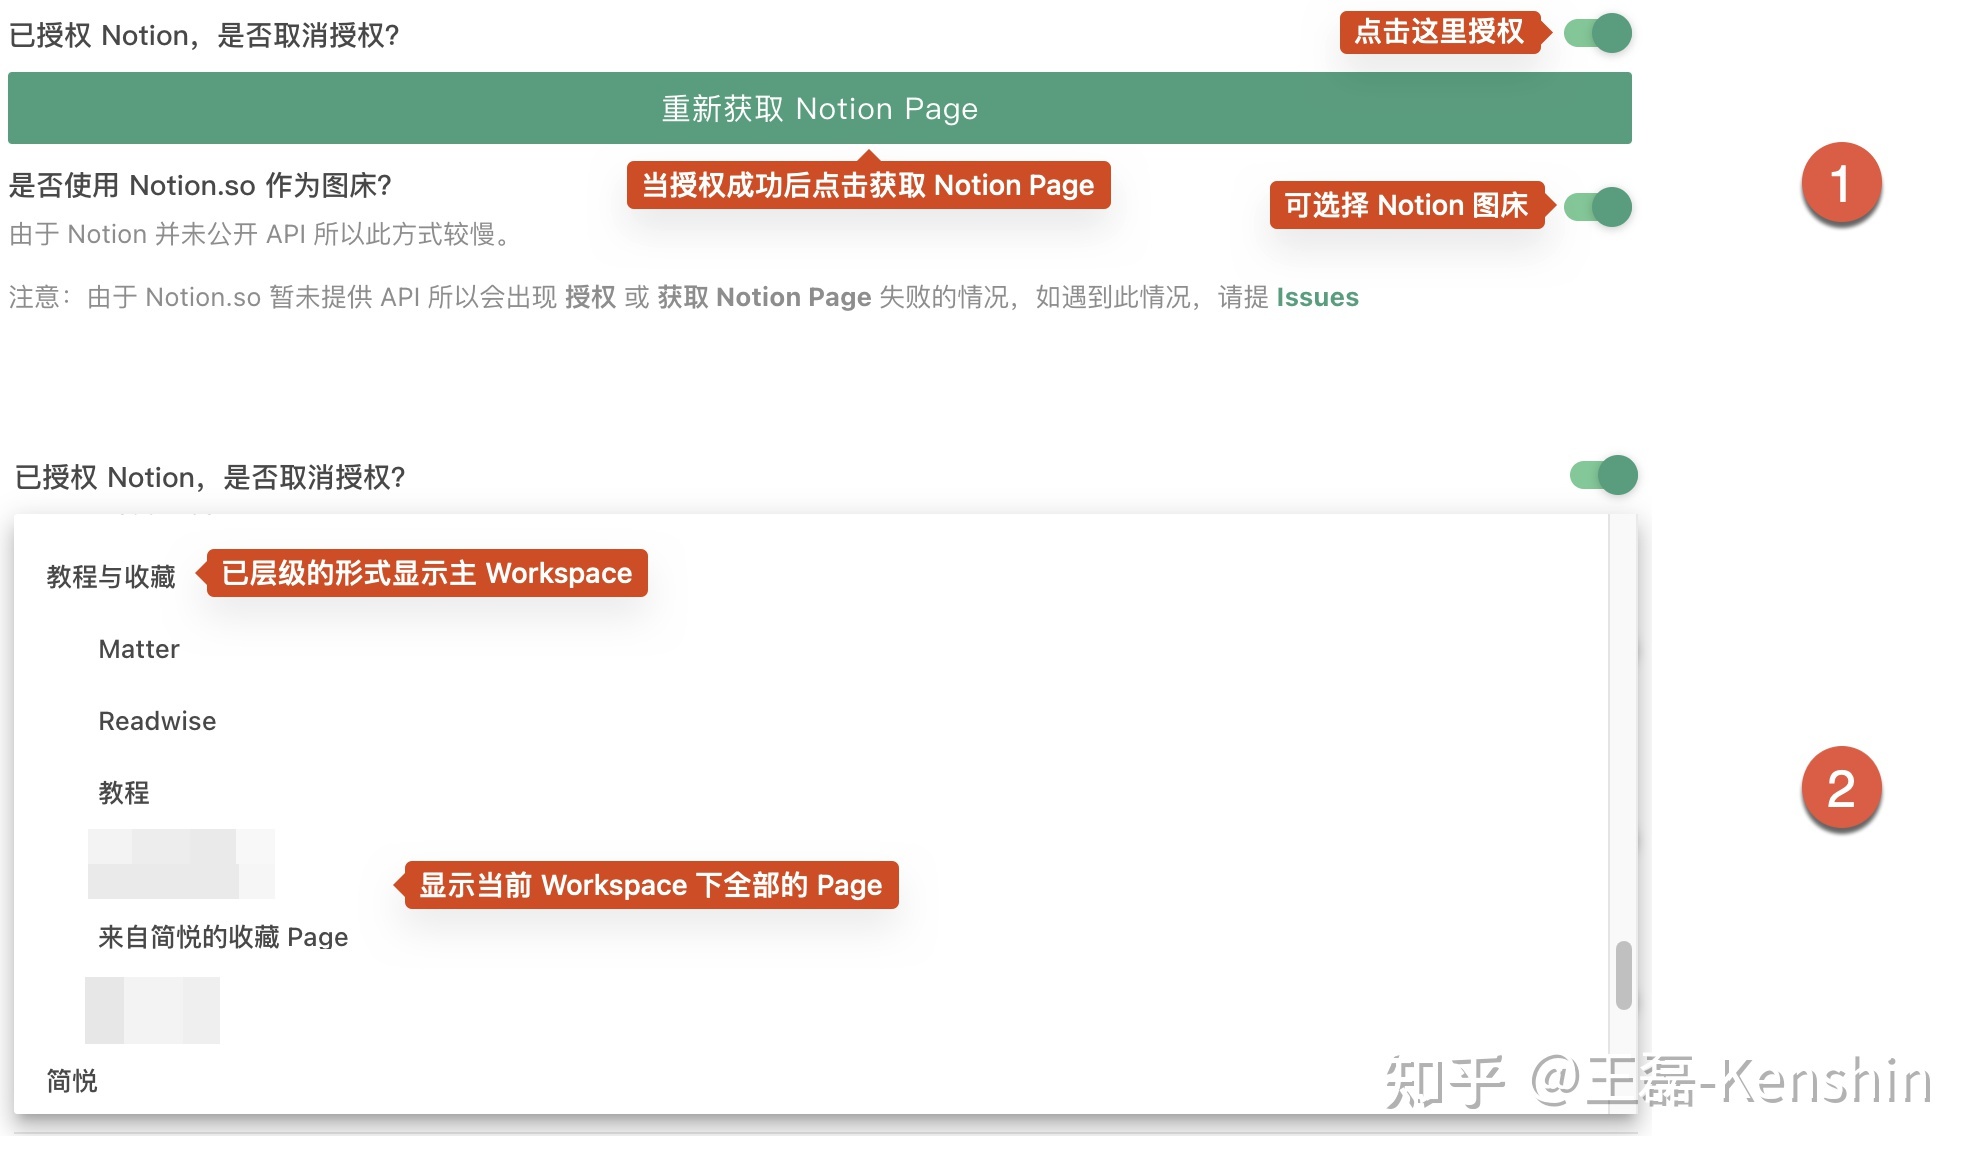 已授权 Notion，是否取消授权?
点击这里授权
重新获取 Notion Page
是否使用 Notion.so 作为图床?
当授权成功后点击获取 Notion Page
可选择 Notion 图床
由于 Notion 并未公开 API 所以此方式较慢。
1
注意：由于 Notion.so 暂未提供 API 所以会出现 授权 或 获取 Notion Page 失败的情况，如遇到此情况，请提 Issues
已授权 Notion，是否取消授权?
教程与收藏
已层级的形式显示主 Workspace
Matter
Readwise
教程
2
显示当前 Workspace 下全部的 Page
来自简悦的收藏 Page
简悦
知乎 @王磊-Kenshin